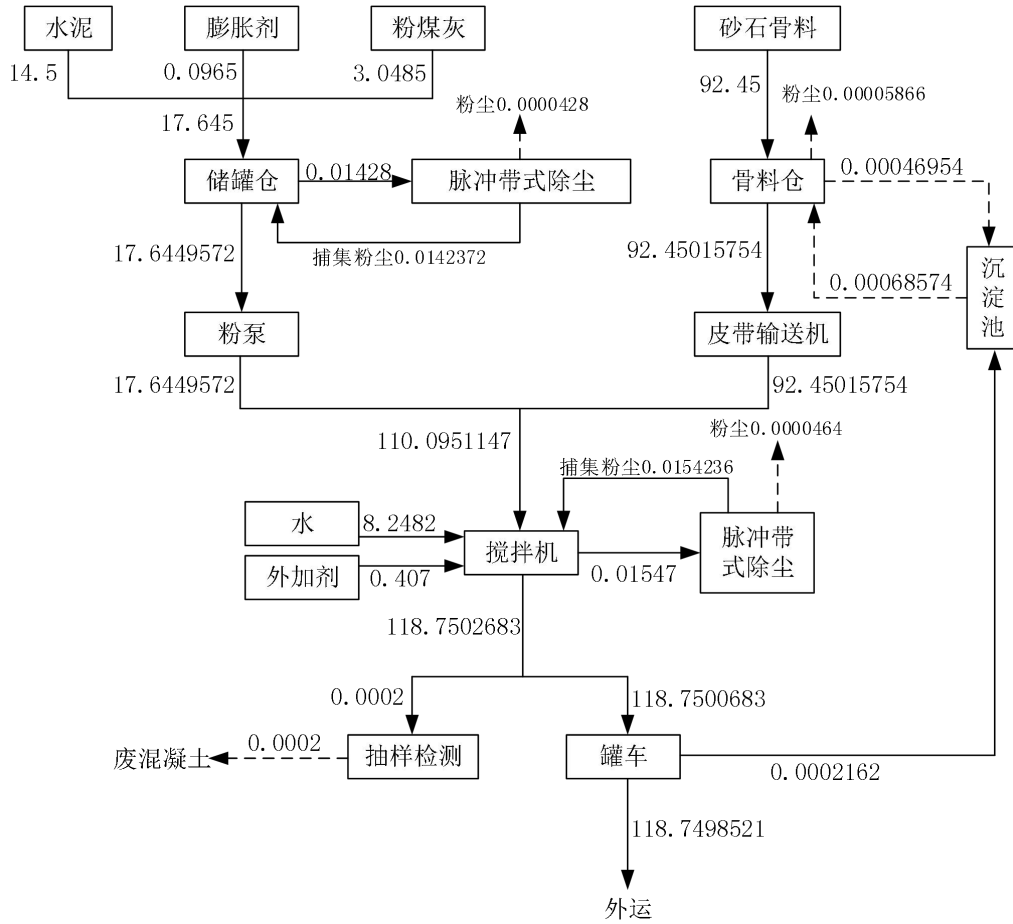 水泥
膨胀剂
粉煤灰
砂石骨料
14.5
0.0965
3.0485
92.45
粉尘0.0000428
粉尘0.00005866
17.645
储罐仓
0.01428
脉冲带式除尘
骨料仓
0.00046954
17.6449572
捕集粉尘0.0142372
92.45015754
0.00068574
沉
淀
池
粉泵
皮带输送机
17.6449572
92.45015754
110.0951147
粉尘0.0000464
捕集粉尘0.0154236
水
8.2482
搅拌机
脉冲带
式除尘
外加剂
0.407
0.01547
118.7502683
0.0002
118.7500683
废混凝土
0.0002
抽样检测
罐车
0.0002162
118.7498521
外运